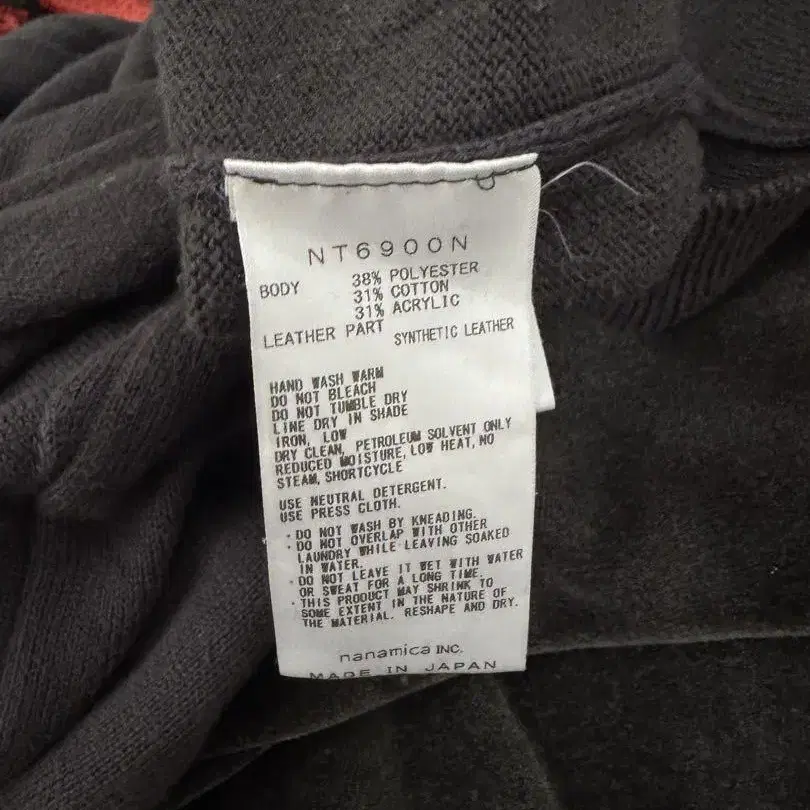 NT6900N
BODY 38% POLYESTER
31% COTTON
31% ACRYLIC
LEATHER PART SYNTHETIC LEATHER
HAND WASH WARM
DO NOT BLEACH
DO NOT TUMBLE DRY
LINE DRY IN SHADE
IRON, LOW
DRY CLEAN, PETROLEUM SOLVENT ONLY
REDUCED MOISTURE, LOW HEAT, NO
STEAM, SHORTCYCLE
USE NEUTRAL DETERGENT.
USE PRESS CLOTH.
・DO NOT WASH BY KNEADING.
・DO NOT OVERLAP WITH OTHER
LAUNDRY WHILE LEAVING SOAKED
IN WATER.
・DO NOT LEAVE IT WET WITH WATER
OR SWEAT FOR A LONG TIME.
・THIS PRODUCT MAY SHRINK TO
SOME EXTENT IN THE NATURE OF
THE MATERIAL. RESHAPE AND DRY.
nanamica INC.
MADE IN JAPAN